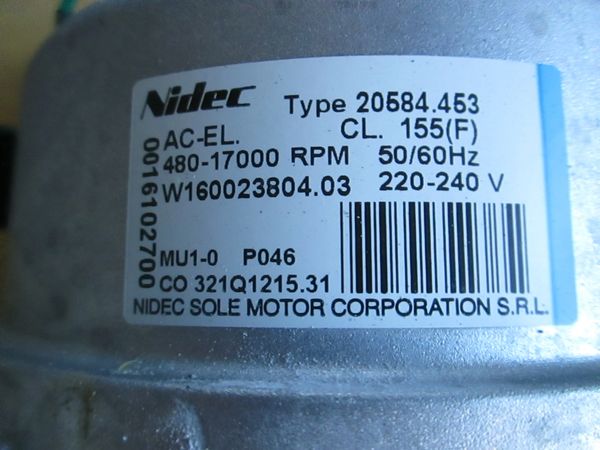 Nidec Type 20584.453
AC-EL. CL. 155(F)
480-17000 RPM 50/60Hz
W160023804.03 220-240 V
0016102700
MU1-0 P046
CO 321Q1215.31
NIDEC SOLE MOTOR CORPORATION S.R.L.